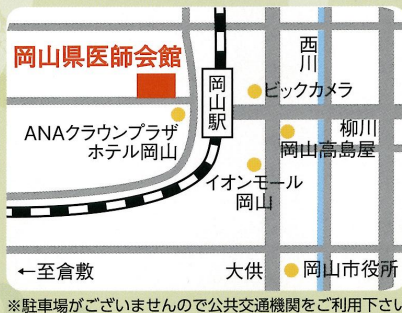 岡山県医師会館
西川
岡山駅
ビックカメラ
ANAクラウンプラザ
ホテル岡山
柳川
岡山高島屋
イオンモール
岡山
←至倉敷
大供
岡山市役所
※駐車場がございませんので公共交通機関をご利用下さい